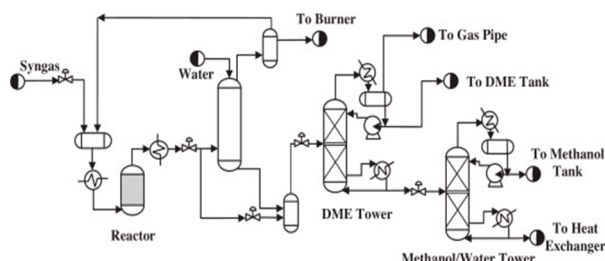 To Burner
To Gas Pipe
Syngas
Water
To DME Tank
To Methanol
Tank
DME Tower
Reactor
To Heat
Exchanger
Methanol/Water Tower